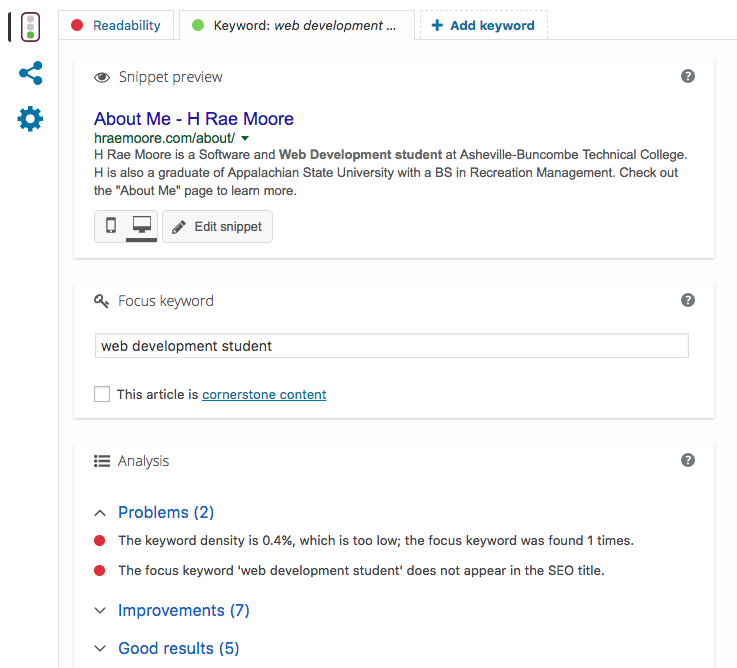 Readability
Keyword: web development ...
Add keyword
Snippet preview
About Me - H Rae Moore
hraemoore.com/about/
H Rae Moore is a Software and Web Development student at Asheville-Buncombe Technical College.
H is also a graduate of Appalachian State University with a BS in Recreation Management. Check out
the "About Me" page to learn more.
Edit snippet
Focus keyword
web development student
This article is cornerstone content
Analysis
Problems (2)
The keyword density is 0.4%, which is too low; the focus keyword was found 1 times.
The focus keyword 'web development student' does not appear in the SEO title.
Improvements (7)
Good results (5)